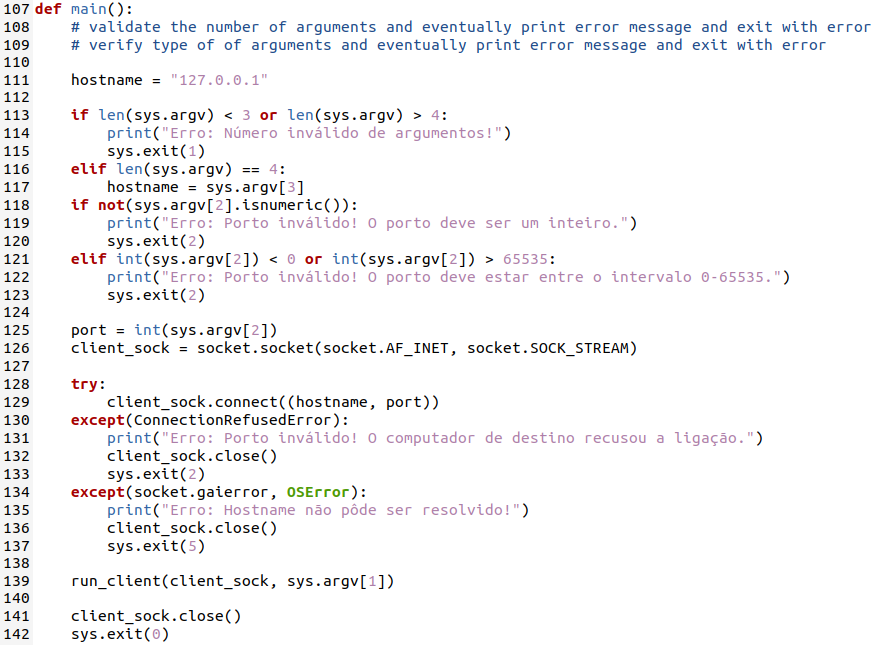 107 def main():
108     # validate the number of arguments and eventually print error message and exit with error
109     # verify type of of arguments and eventually print error message and exit with error
110
111     hostname = "127.0.0.1"
112
113     if len(sys.argv) < 3 or len(sys.argv) > 4:
114         print("Erro: Número inválido de argumentos!")
115         sys.exit(1)
116     elif len(sys.argv) == 4:
117         hostname = sys.argv[3]
118     if not(sys.argv[2].isnumeric()):
119         print("Erro: Porto inválido! O porto deve ser um inteiro.")
120         sys.exit(2)
121     elif int(sys.argv[2]) < 0 or int(sys.argv[2]) > 65535:
122         print("Erro: Porto inválido! O porto deve estar entre o intervalo 0-65535.")
123         sys.exit(2)
124
125     port = int(sys.argv[2])
126     client_sock = socket.socket(socket.AF_INET, socket.SOCK_STREAM)
127
128     try:
129         client_sock.connect((hostname, port))
130     except(ConnectionRefusedError):
131         print("Erro: Porto inválido! O computador de destino recusou a ligação.")
132         client_sock.close()
133         sys.exit(2)
134     except(socket.gaierror, OSError):
135         print("Erro: Hostname não pôde ser resolvido!")
136         client_sock.close()
137         sys.exit(5)
138
139     run_client(client_sock, sys.argv[1])
140
141     client_sock.close()
142     sys.exit(0)